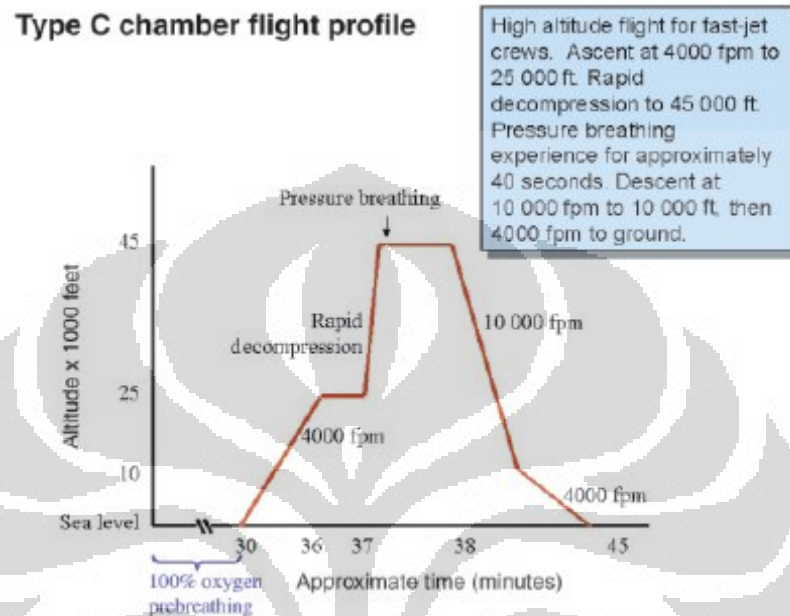 Type C chamber flight profile
High altitude flight for fast-jet
crews. Ascent at 4000 fpm to
25 000 ft. Rapid
decompression to 45 000 ft.
Pressure breathing
experience for approximately
40 seconds. Descent at
10 000 fpm to 10 000 ft, then
4000 fpm to ground.
Pressure breathing
45
Rapid
decompression
10 000 fpm
Altitude x 1000 feet
25
4000 fpm
10
4000 fpm
Sea level
30 36 37 38 45
100% oxygen
prebreathing
Approximate time (minutes)